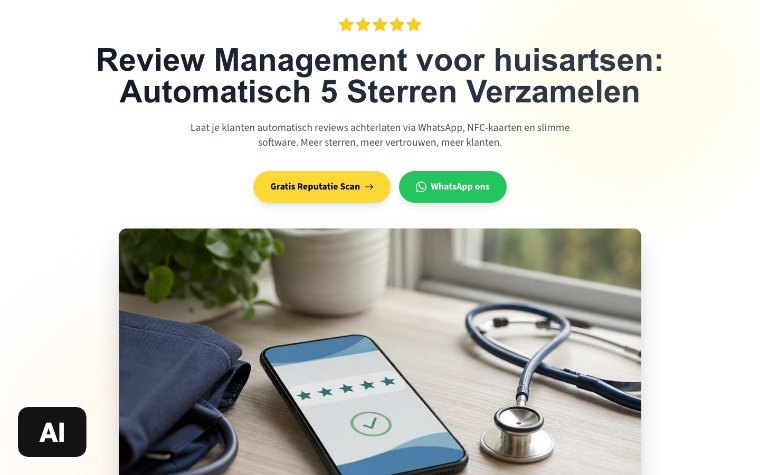 Review Management voor huisartsen:
Automatisch 5 Sterren Verzamelen
Laat je klanten automatisch reviews achterlaten via WhatsApp, NFC-kaarten en slimme
software. Meer sterren, meer vertrouwen, meer klanten.
Gratis Reputatie Scan →
WhatsApp ons
AI